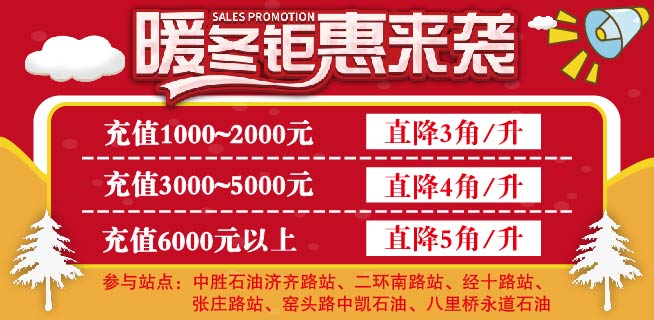 SALES PROMOTION
暖冬钜惠来袭
充值1000~2000元 直降3角/升
充值3000~5000元 直降4角/升
充值6000元以上 直降5角/升
参与站点：中胜石油济齐路站、二环南路站、经十路站、
张庄路站、窑头路中凯石油、八里桥永道石油